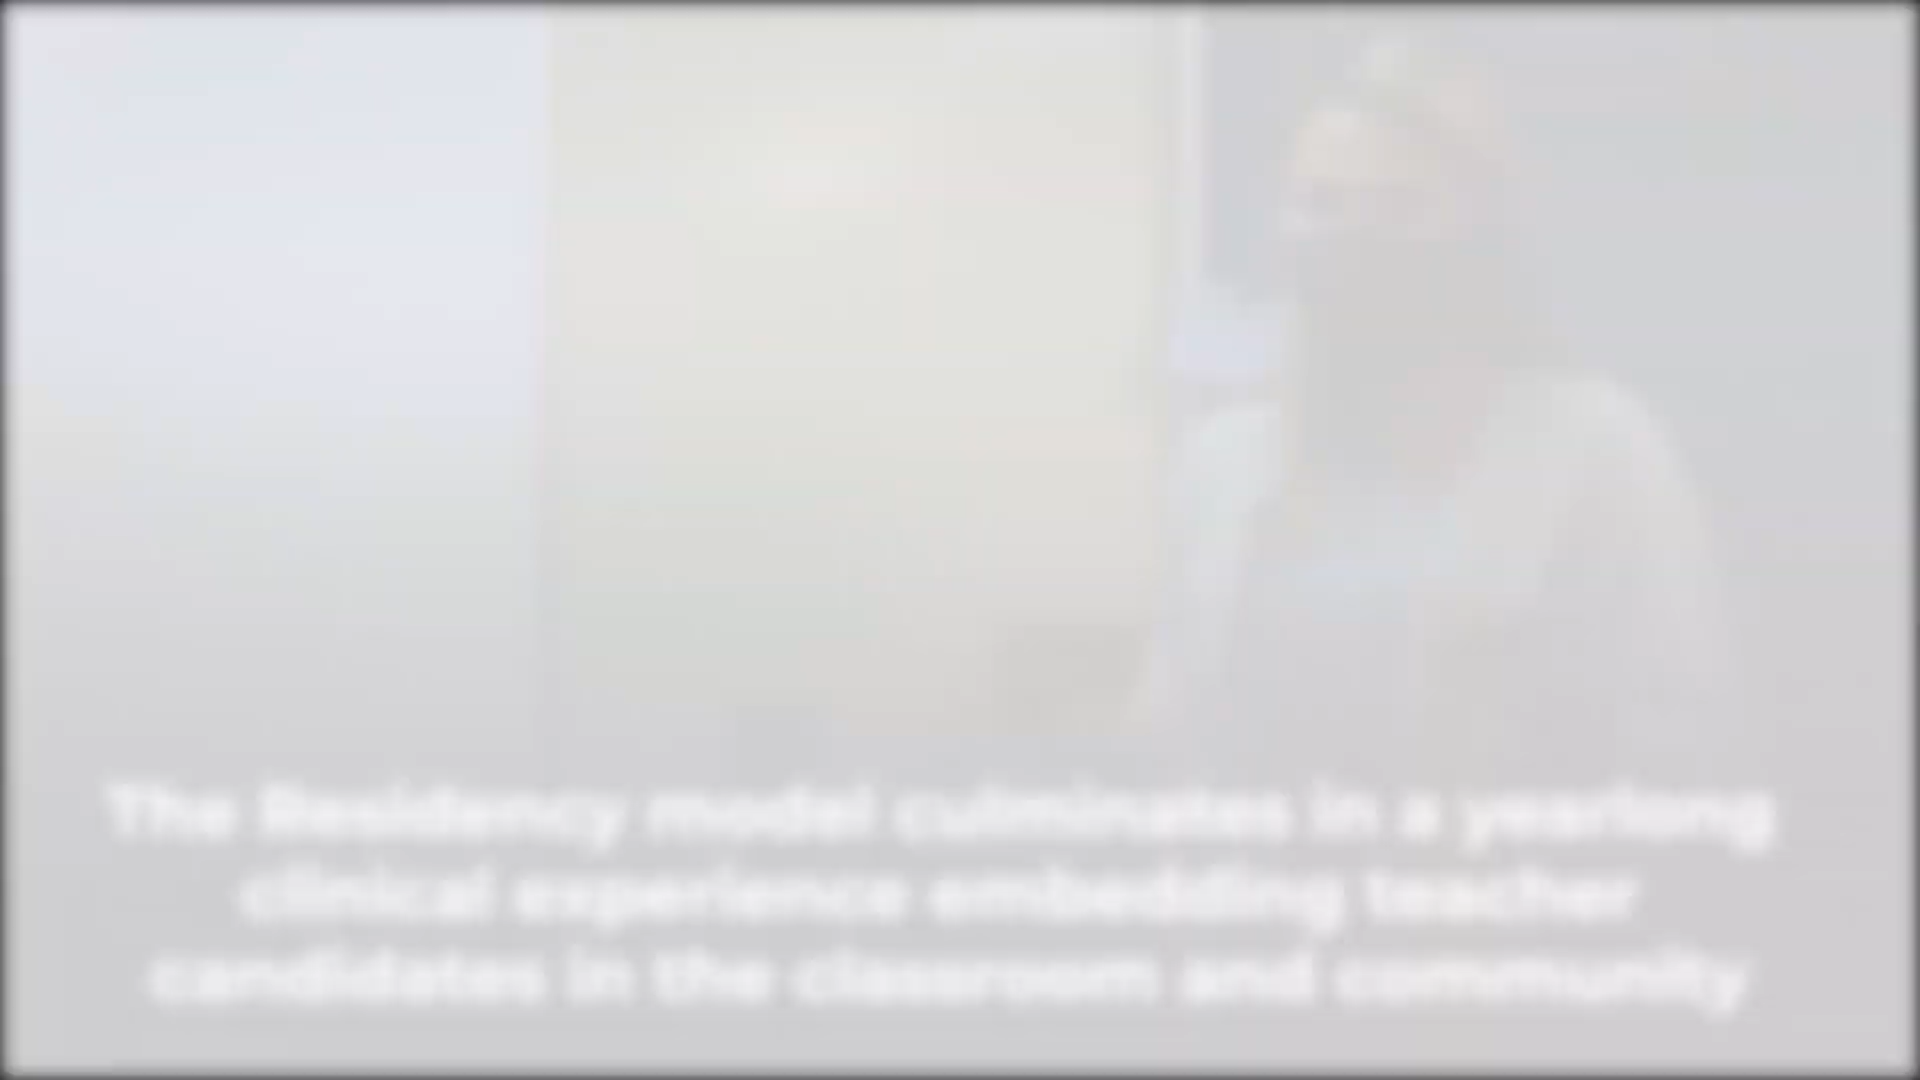 The Residency model culminates in a yearlong
clinical experience embedding teacher
candidates in the classroom and community